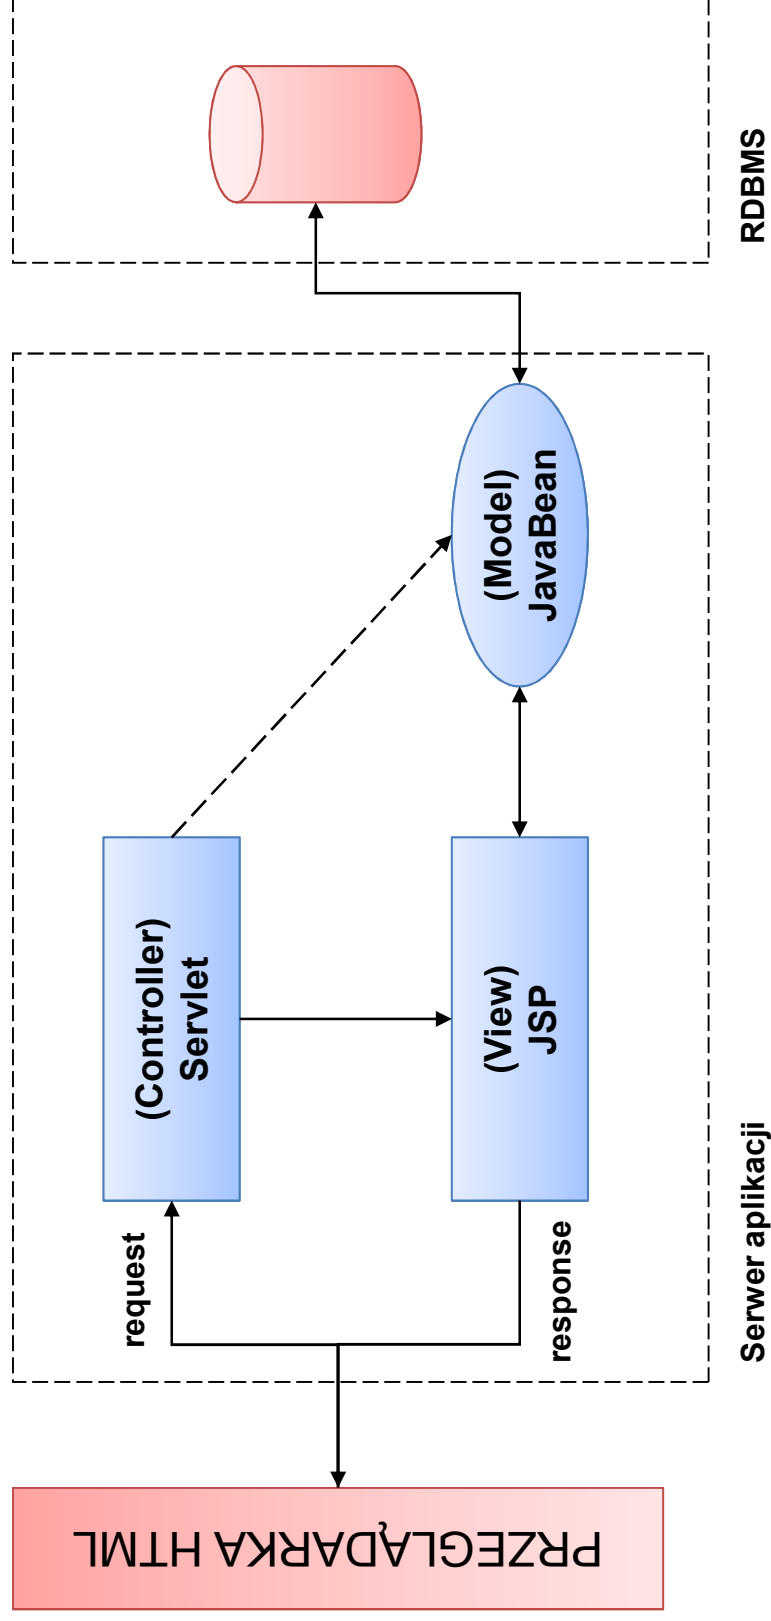 PRZEGLĄDARKA HTML
request
response
(Controller)
Servlet
(View)
JSP
(Model)
JavaBean
Serwer aplikacji
RDBMS